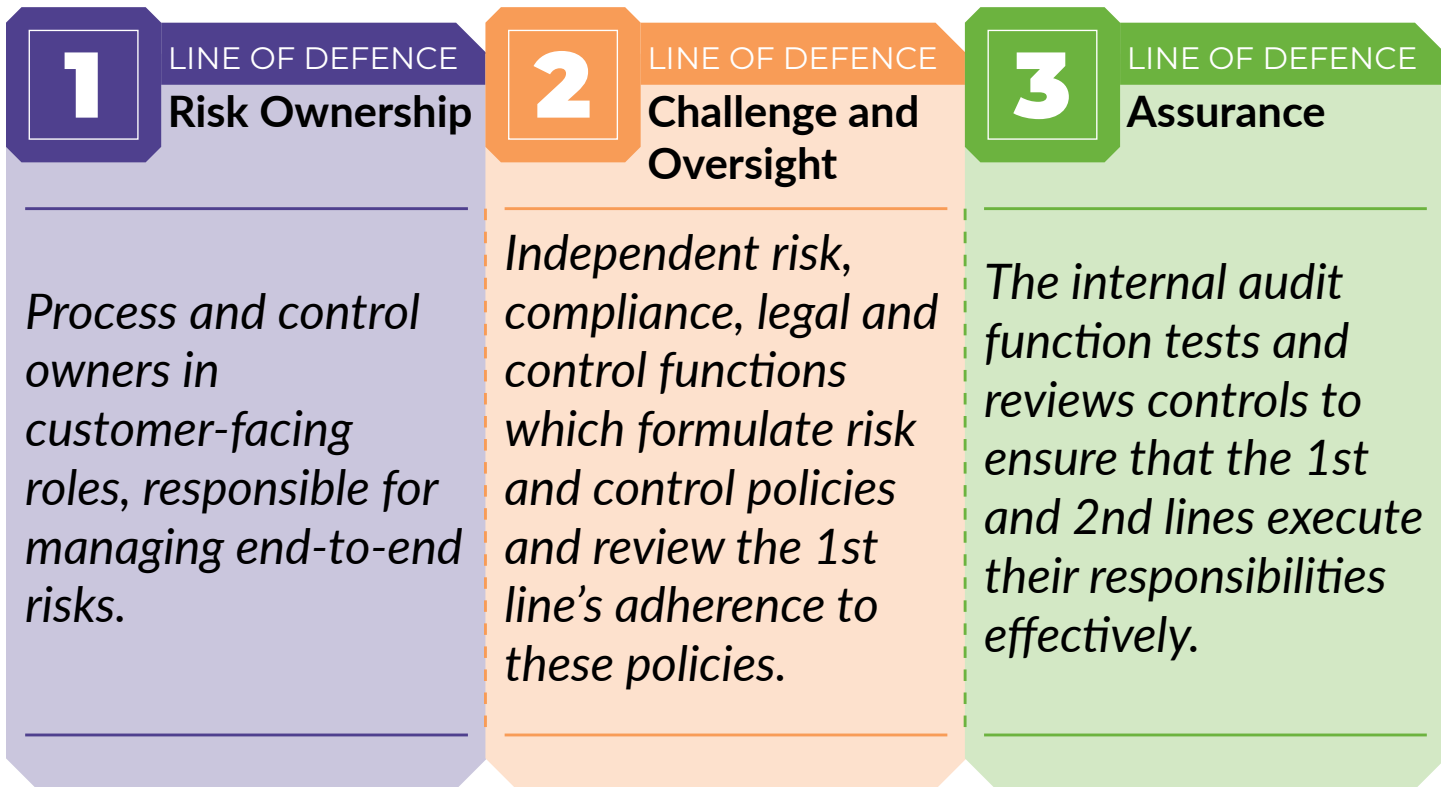 1
LINE OF DEFENCE
Risk Ownership
Process and control
owners in
customer-facing
roles, responsible for
managing end-to-end
risks.
2
LINE OF DEFENCE
Challenge and
Oversight
Independent risk,
compliance, legal and
control functions
which formulate risk
and control policies
and review the 1st
line’s adherence to
these policies.
3
LINE OF DEFENCE
Assurance
The internal audit
function tests and
reviews controls to
ensure that the 1st
and 2nd lines execute
their responsibilities
effectively.